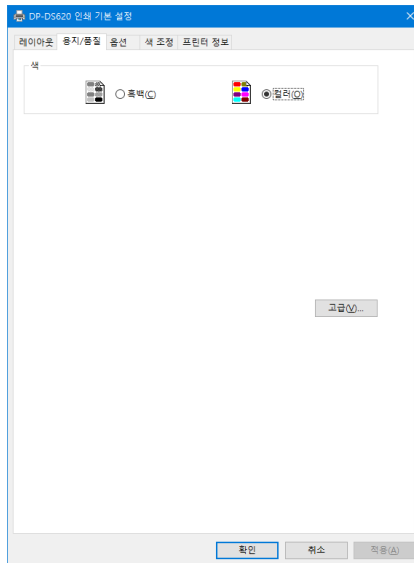 DP-DS620 인쇄 기본 설정
레이아웃 용지/품질 옵션 색 조정 프린터 정보
색
흑백(C) 컬러(O)
고급(V)...
확인 취소 적용(A)